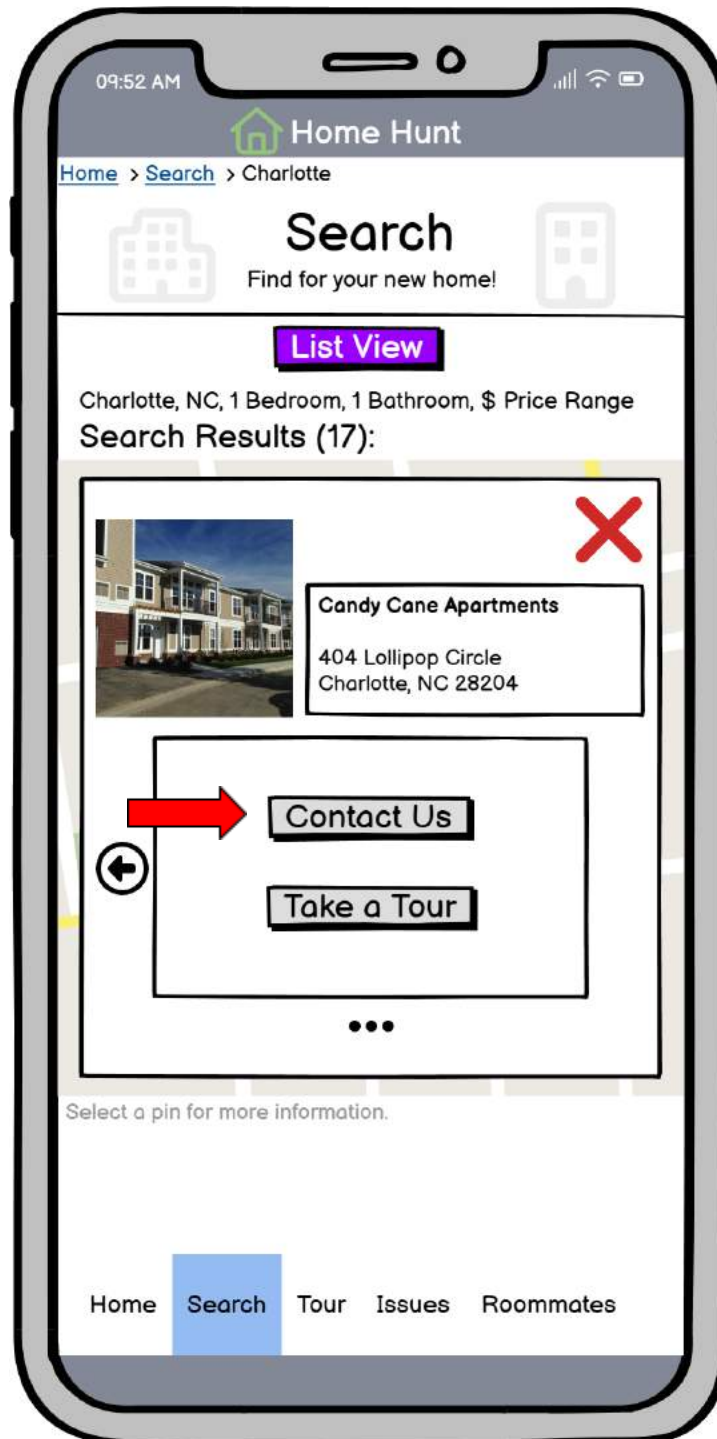 09:52 AM
Home Hunt
Home > Search > Charlotte
Search
Find for your new home!
List View
Charlotte, NC, 1 Bedroom, 1 Bathroom, $ Price Range
Search Results (17):
Candy Cane Apartments
404 Lollipop Circle
Charlotte, NC 28204
Contact Us
Take a Tour
Select a pin for more information.
Home Search Tour Issues Roommates